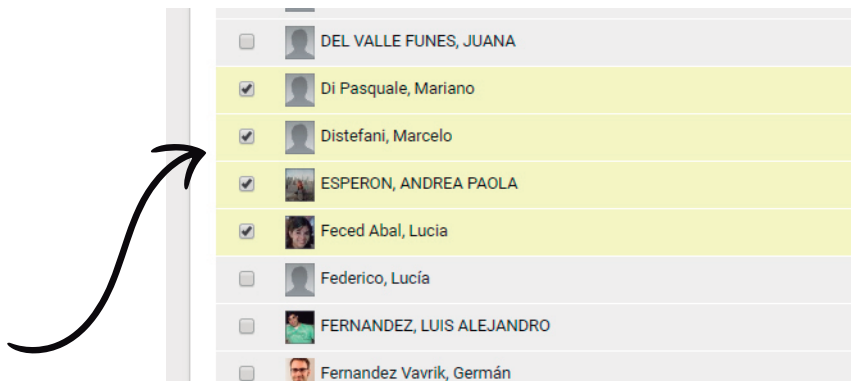 DEL VALLE FUNES, JUANA
Di Pasquale, Mariano
Distefani, Marcelo
ESPERON, ANDREA PAOLA
Feced Abal, Lucia
Federico, Lucía
FERNANDEZ, LUIS ALEJANDRO
Fernandez Vavrik, Germán